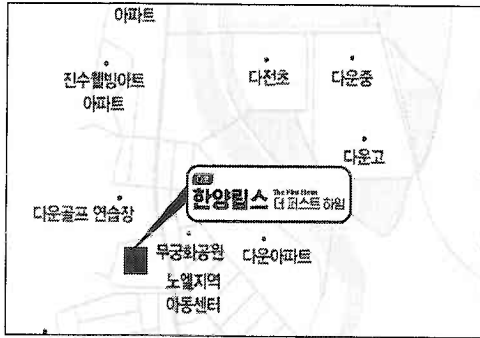 아파트
진수웰빙아트
아파트
다전초
다운중
다운고
한양립스
The First Haim
더 퍼스트 하임
다운골프 연습장
무궁화공원
다운아파트
노엘지역
아동센터